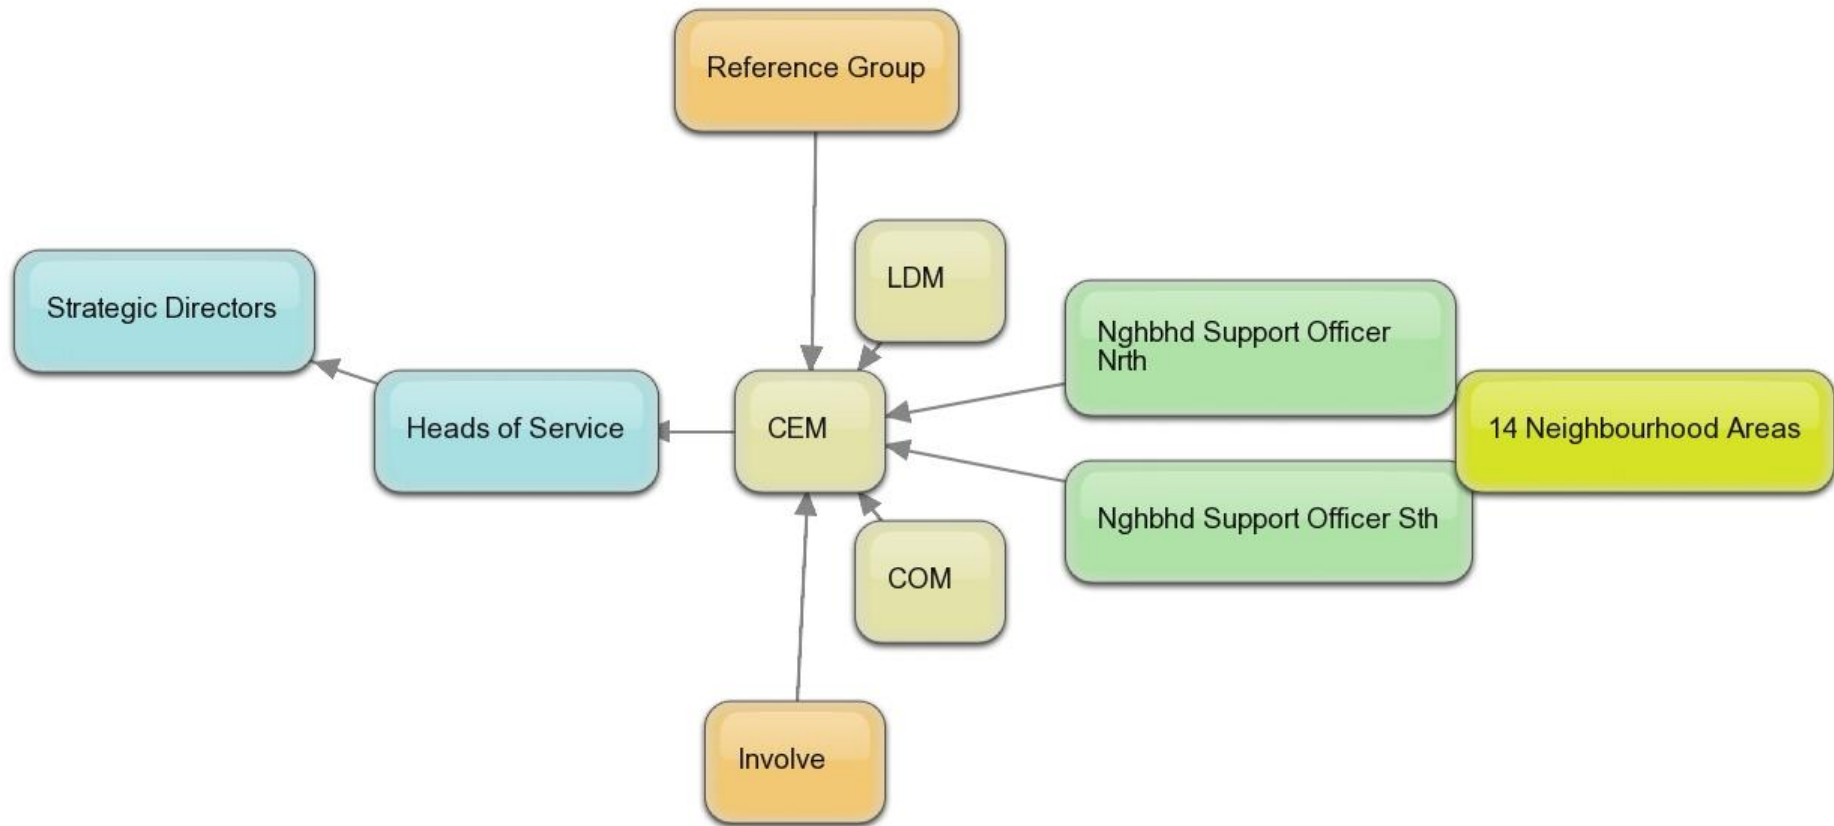 Reference Group
LDM
Strategic Directors
Nghbhd Support Officer
Nrth
Heads of Service
CEM
14 Neighbourhood Areas
Nghbhd Support Officer Sth
COM
Involve